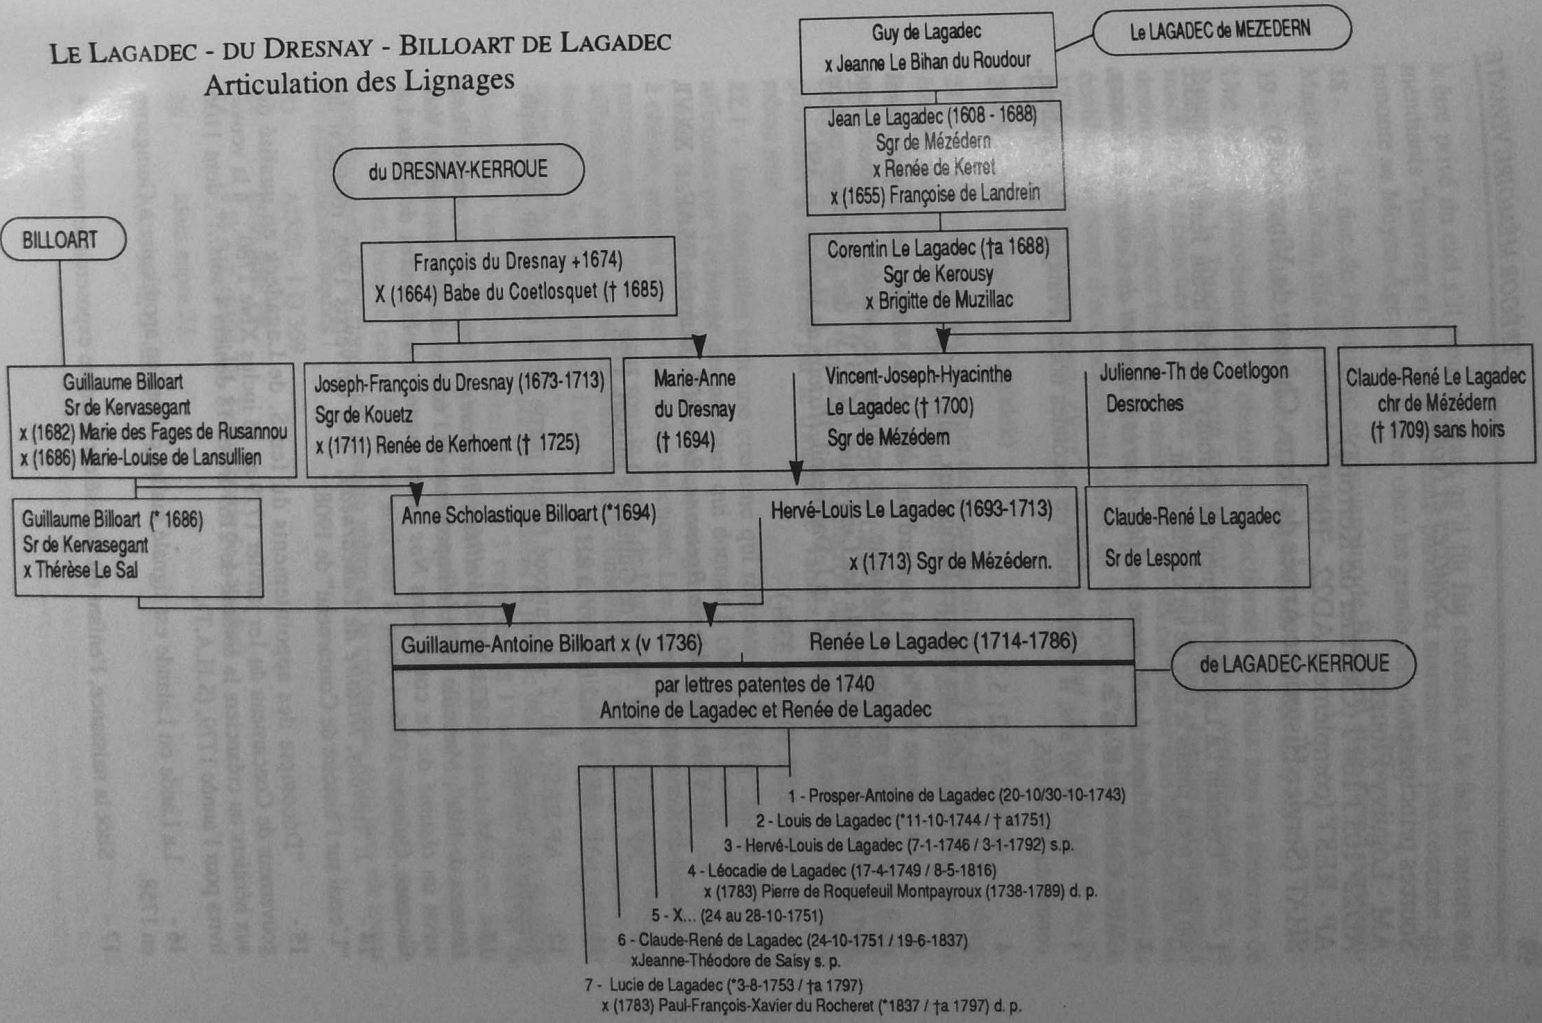 LE LAGADEC - DU DRESNAY - BILLOART DE LAGADEC
Articulation des Lignages
Guy de Lagadec
x Jeanne Le Bihan du Roudour
Le LAGADEC de MEZEDERN
Jean Le Lagadec (1608 - 1688)
Sgr de Mézédern
x Renée de Kerret
x (1655) Françoise de Landrein
du DRESNAY-KERROUE
BILLOART
François du Dresnay +1674)
X (1664) Babe du Coetlosquet († 1685)
Corentin Le Lagadec (†a 1688)
Sgr de Kerousy
x Brigitte de Muzillac
Guillaume Billoart
Sr de Kervasegant
x (1682) Marie des Fages de Rusannou
x (1686) Marie-Louise de Lansullien
Joseph-François du Dresnay (1673-1713)
Sgr de Kouetz
x (1711) Renée de Kerhoent († 1725)
Marie-Anne
du Dresnay
(† 1694)
Vincent-Joseph-Hyacinthe
Le Lagadec († 1700)
Sgr de Mézédern
Julienne-Th de Coetlogon
Desroches
Claude-René Le Lagadec
chr de Mézédern
(† 1709) sans hoirs
Guillaume Billoart (* 1686)
Sr de Kervasegant
x Thérèse Le Sal
Anne Scholastique Billoart (*1694)
Hervé-Louis Le Lagadec (1693-1713)
x (1713) Sgr de Mézédern.
Claude-René Le Lagadec
Sr de Lespont
Guillaume-Antoine Billoart x (v 1736)
Renée Le Lagadec (1714-1786)
par lettres patentes de 1740
Antoine de Lagadec et Renée de Lagadec
de LAGADEC-KERROUE
1 - Prosper-Antoine de Lagadec (20-10/30-10-1743)
2 - Louis de Lagadec (*11-10-1744 / † a1751)
3 - Hervé-Louis de Lagadec (7-1-1746 / 3-1-1792) s.p.
4 - Léocadie de Lagadec (17-4-1749 / 8-5-1816)
x (1783) Pierre de Roquefeuil Montpayroux (1738-1789) d. p.
5 - X... (24 au 28-10-1751)
6 - Claude-René de Lagadec (24-10-1751 / 19-6-1837)
xJeanne-Théodore de Saisy s. p.
7 - Lucie de Lagadec (*3-8-1753 / †a 1797)
x (1783) Paul-François-Xavier du Rocheret (*1837 / †a 1797) d. p.